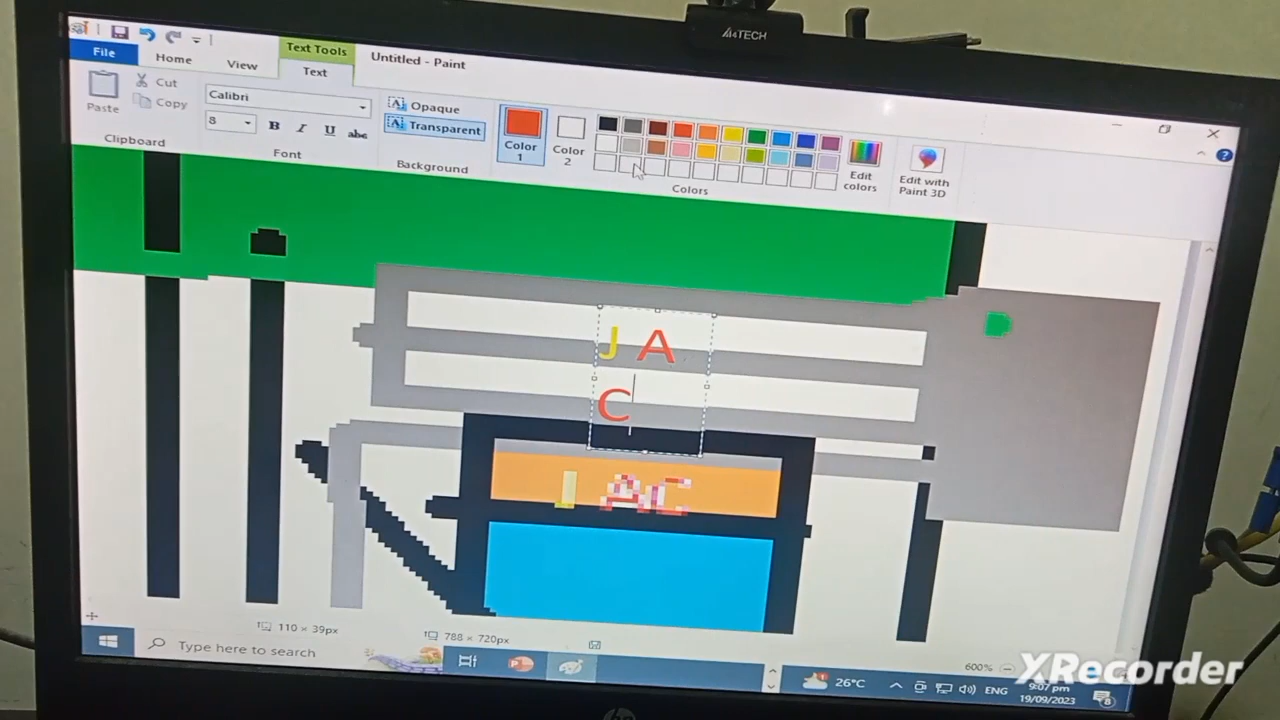 A4TECH
File
Home
View
Text Tools
Text
Untitled - Paint
Paste
Cut
Copy
Clipboard
Calibri
8
B I U abc
Font
Opaque
Transparent
Background
Color 1
Color 2
Colors
Edit colors
Edit with Paint 3D
J A
C
J AC
110 × 39px
788 × 720px
600%
Type here to search
26°C
ENG
9:07 pm
19/09/2023
XRecorder
hp